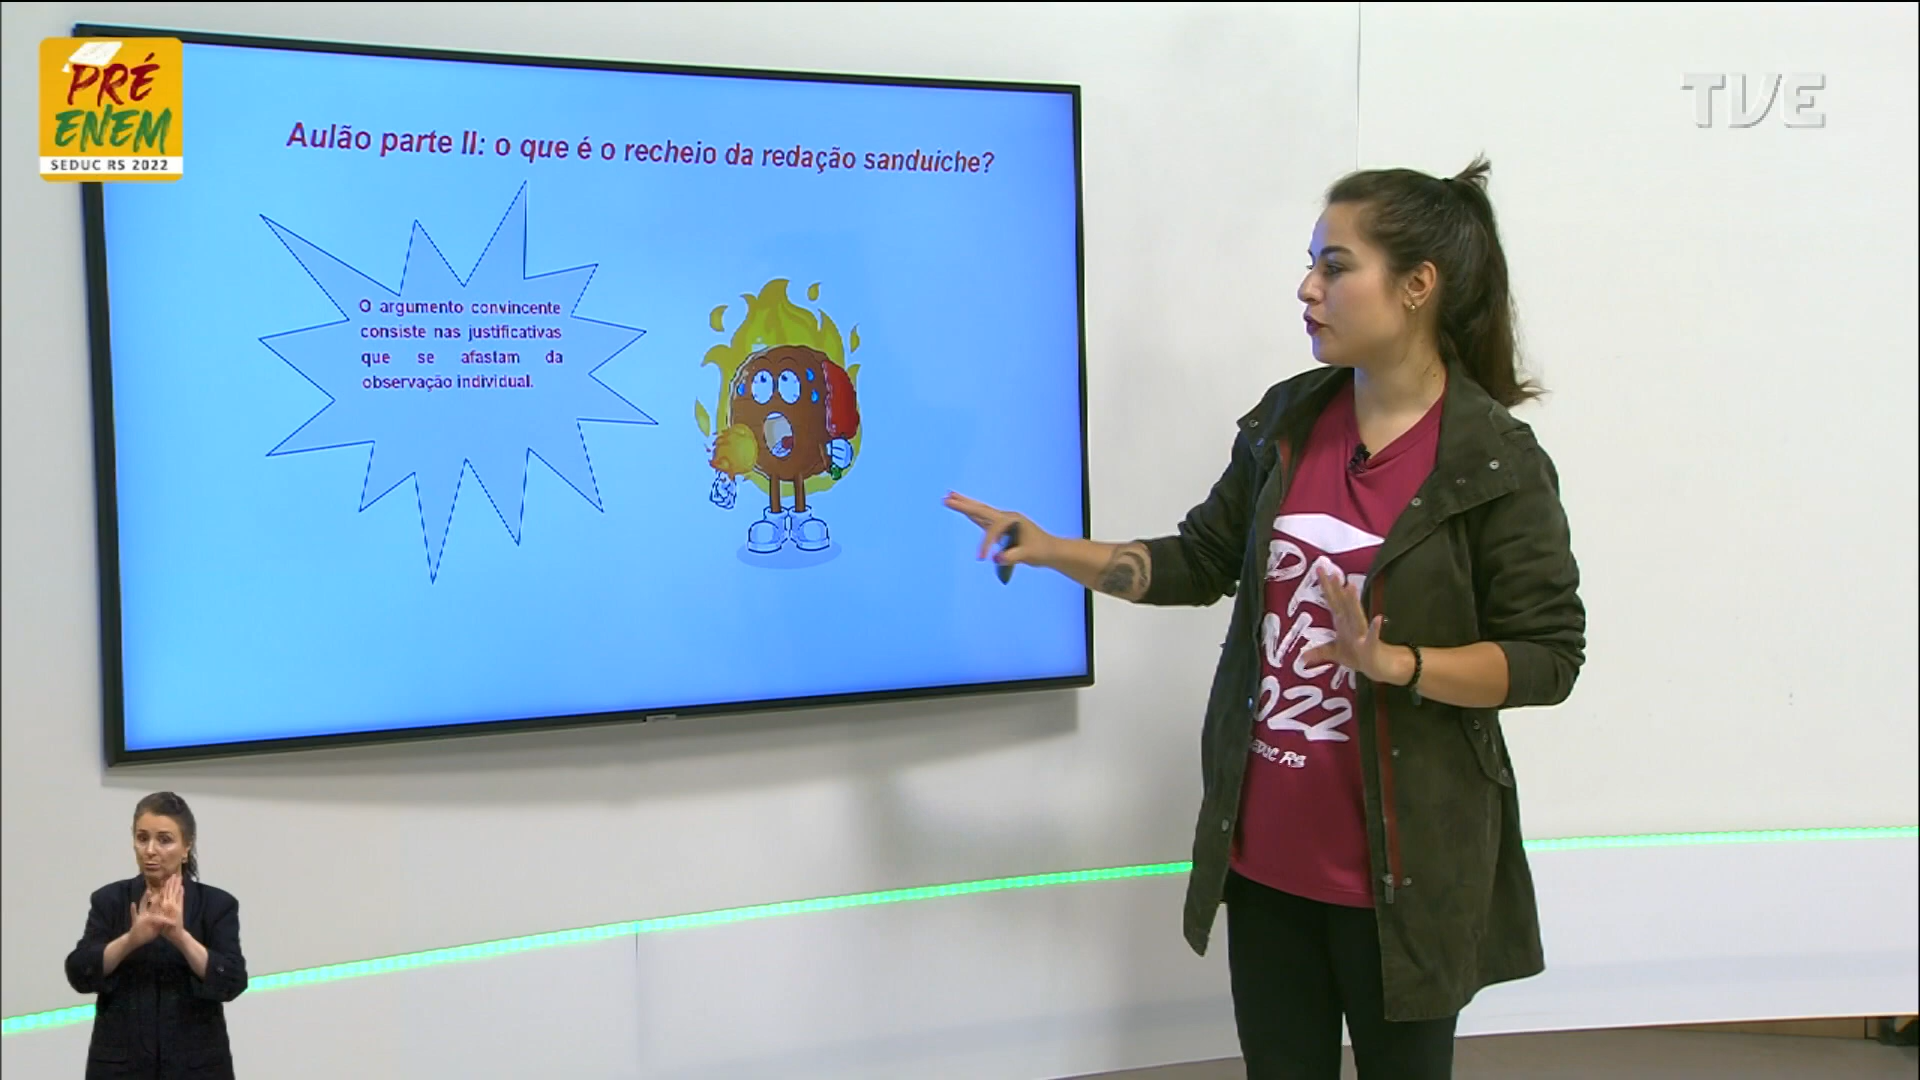 PRÉ
ENEM
SEDUC RS 2022
TVE
Aulão parte II: o que é o recheio da redação sanduiche?
O argumento convincente
consiste nas justificativas
que se afastam da
observação individual.
2022
SEDUC RS